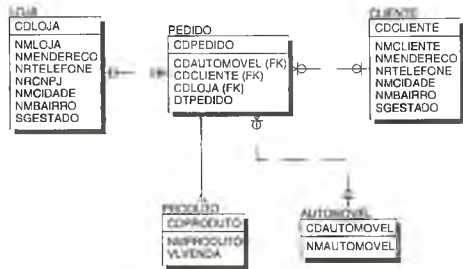 LOJA
CDLOJA
NMLOJA
NMENDERECO
NRTELEFONE
NRCNPJ
NMCIDADE
NMBAIRRO
SGESTADO
PEDIDO
CDPEDIDO
CDAUTOMOVEL (FK)
CDCLIENTE (FK)
CDLOJA (FK)
DTPEDIDO
CLIENTE
CDCLIENTE
NMCLIENTE
NMENDERECO
NRTELEFONE
NMCIDADE
NMBAIRRO
SGESTADO
PRODUTO
CDPRODUTO
NMPRODUTO
VLVENDA
AUTOMOVEL
CDAUTOMOVEL
NMAUTOMOVEL